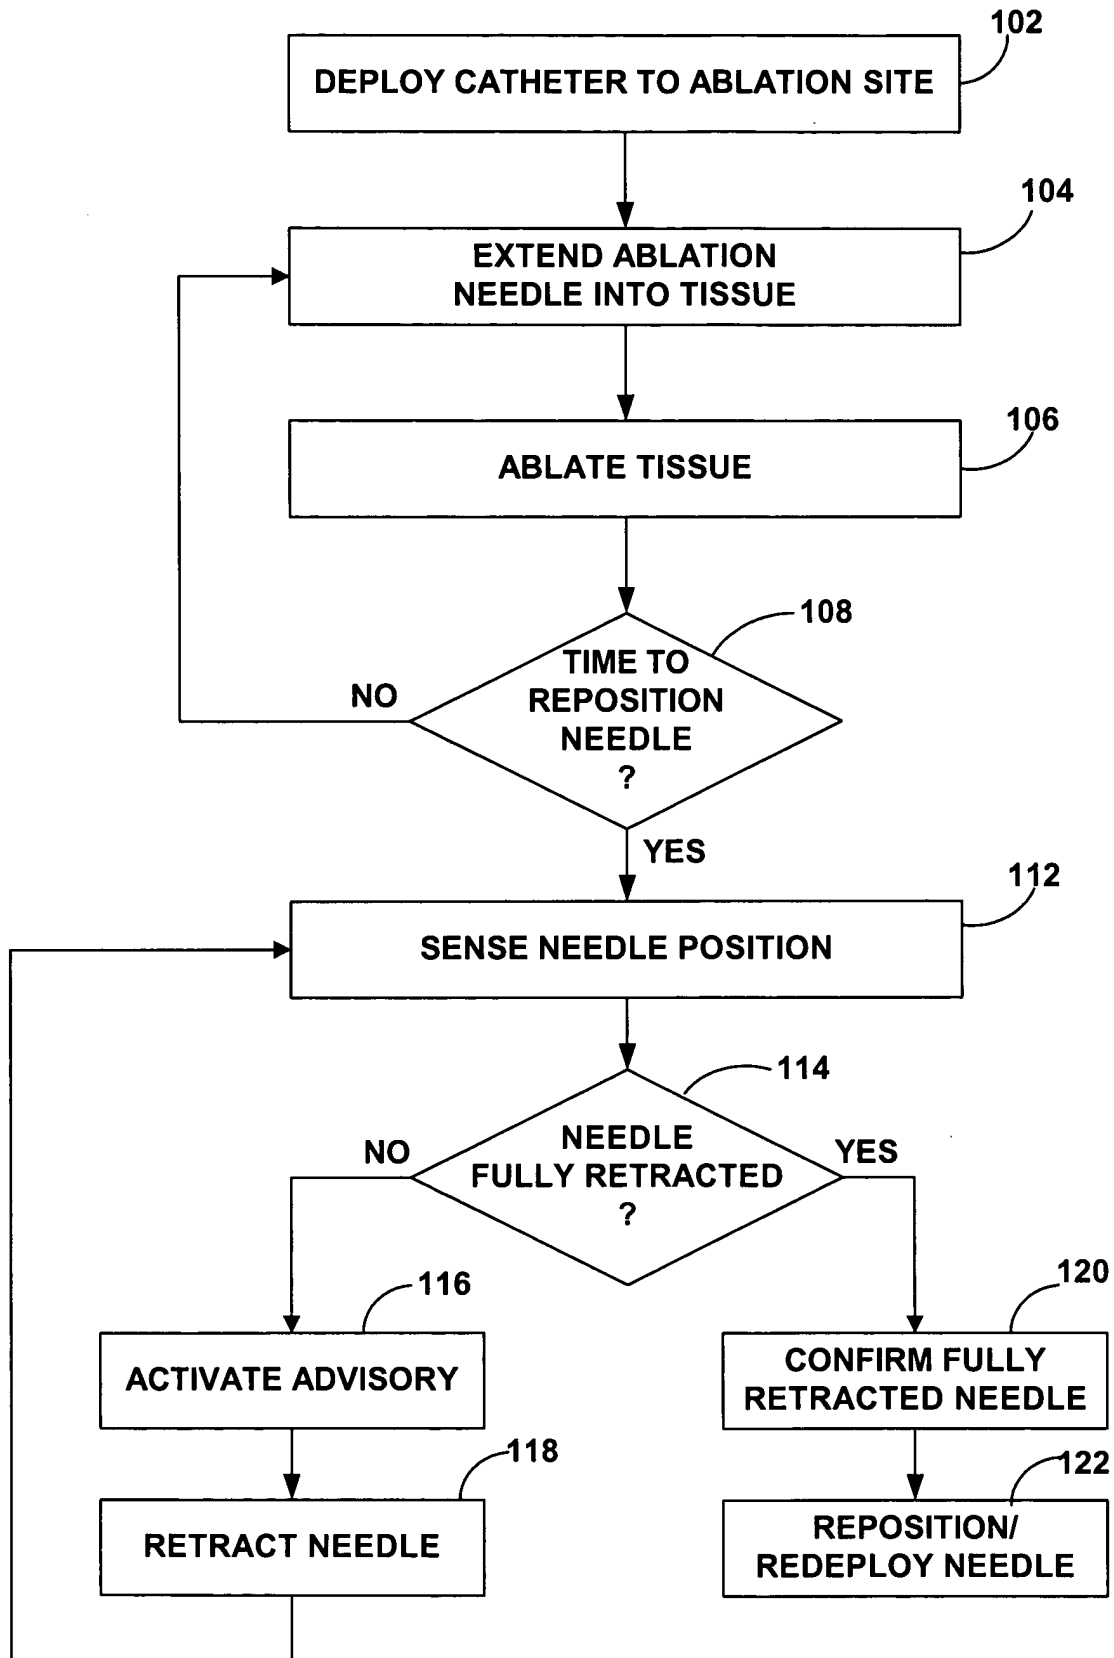 102
DEPLOY CATHETER TO ABLATION SITE
104
EXTEND ABLATION
NEEDLE INTO TISSUE
106
ABLATE TISSUE
108
TIME TO
REPOSITION
NEEDLE
?
NO
YES
112
SENSE NEEDLE POSITION
114
NEEDLE
FULLY RETRACTED
?
NO
YES
116
ACTIVATE ADVISORY
120
CONFIRM FULLY
RETRACTED NEEDLE
118
RETRACT NEEDLE
122
REPOSITION/
REDEPLOY NEEDLE